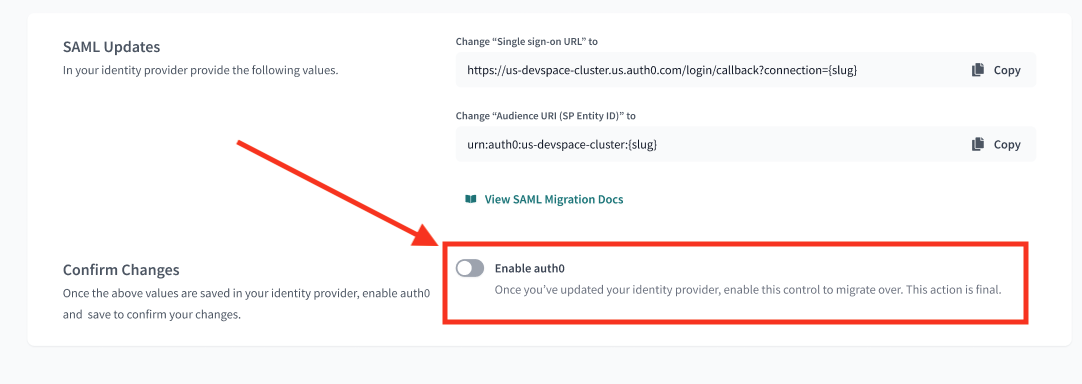 SAML Updates
In your identity provider provide the following values.
Change “Single sign-on URL” to
https://us-devspace-cluster.us.auth0.com/login/callback?connection={slug}
Copy
Change “Audience URI (SP Entity ID)” to
urn:auth0:us-devspace-cluster:{slug}
Copy
View SAML Migration Docs
Confirm Changes
Once the above values are saved in your identity provider, enable auth0
and save to confirm your changes.
Enable auth0
Once you’ve updated your identity provider, enable this control to migrate over. This action is final.